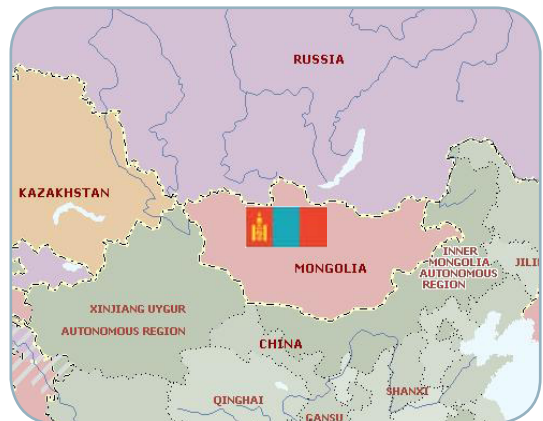 RUSSIA
KAZAKHSTAN
MONGOLIA
INNER
MONGOLIA
AUTONOMOUS
REGION
JILI
XINJIANG UYGUR
AUTONOMOUS REGION
CHINA
QINGHAI
SHANXI
GANSU